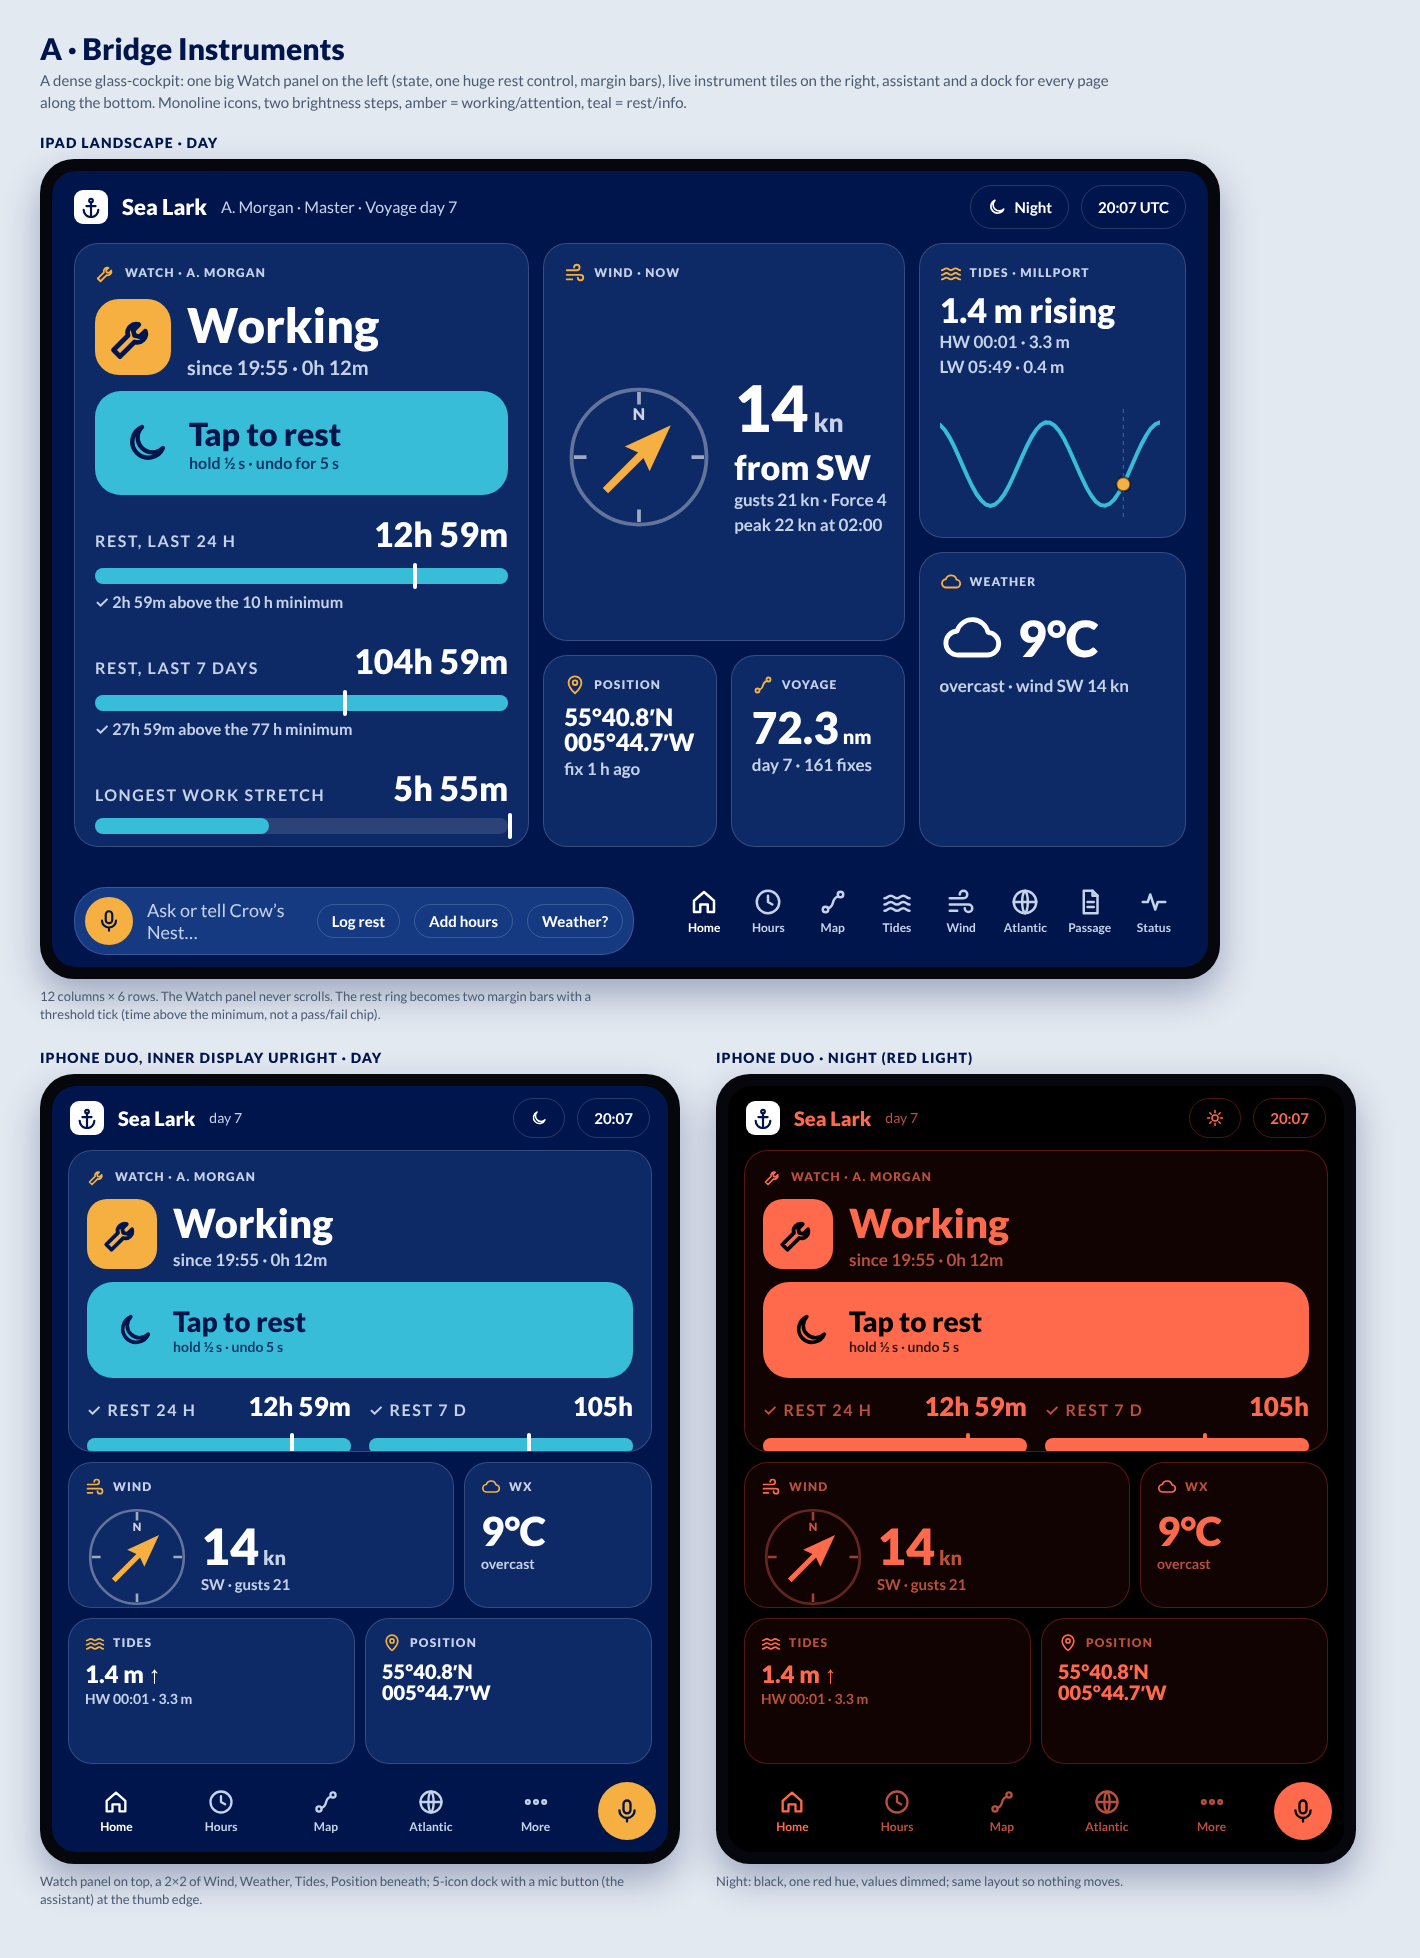 A · Bridge Instruments
A dense glass-cockpit: one big Watch panel on the left (state, one huge rest control, margin bars), live instrument tiles on the right, assistant and a dock for every page
along the bottom. Monoline icons, two brightness steps, amber = working/attention, teal = rest/info.
IPAD LANDSCAPE · DAY
Sea Lark A. Morgan · Master · Voyage day 7
Night
20:07 UTC
WATCH · A. MORGAN
Working
since 19:55 · 0h 12m
Tap to rest
hold ½ s · undo for 5 s
REST, LAST 24 H 12h 59m
✓ 2h 59m above the 10 h minimum
REST, LAST 7 DAYS 104h 59m
✓ 27h 59m above the 77 h minimum
LONGEST WORK STRETCH 5h 55m
WIND · NOW
N
14 kn
from SW
gusts 21 kn · Force 4
peak 22 kn at 02:00
TIDES · MILLPORT
1.4 m rising
HW 00:01 · 3.3 m
LW 05:49 · 0.4 m
POSITION
55°40.8′N
005°44.7′W
fix 1 h ago
VOYAGE
72.3 nm
day 7 · 161 fixes
WEATHER
9°C
overcast · wind SW 14 kn
Ask or tell Crow's
Nest…
Log rest
Add hours
Weather?
Home
Hours
Map
Tides
Wind
Atlantic
Passage
Status
12 columns × 6 rows. The Watch panel never scrolls. The rest ring becomes two margin bars with a
threshold tick (time above the minimum, not a pass/fail chip).
IPHONE DUO, INNER DISPLAY UPRIGHT · DAY
Sea Lark day 7
20:07
WATCH · A. MORGAN
Working
since 19:55 · 0h 12m
Tap to rest
hold ½ s · undo 5 s
✓ REST 24 H 12h 59m
✓ REST 7 D 105h
WIND
N
14 kn
SW · gusts 21
WX
9°C
overcast
TIDES
1.4 m ↑
HW 00:01 · 3.3 m
POSITION
55°40.8′N
005°44.7′W
Home
Hours
Map
Atlantic
More
Watch panel on top, a 2×2 of Wind, Weather, Tides, Position beneath; 5-icon dock with a mic button (the
assistant) at the thumb edge.
IPHONE DUO · NIGHT (RED LIGHT)
Sea Lark day 7
20:07
WATCH · A. MORGAN
Working
since 19:55 · 0h 12m
Tap to rest
hold ½ s · undo 5 s
✓ REST 24 H 12h 59m
✓ REST 7 D 105h
WIND
N
14 kn
SW · gusts 21
WX
9°C
overcast
TIDES
1.4 m ↑
HW 00:01 · 3.3 m
POSITION
55°40.8′N
005°44.7′W
Home
Hours
Map
Atlantic
More
Night: black, one red hue, values dimmed; same layout so nothing moves.